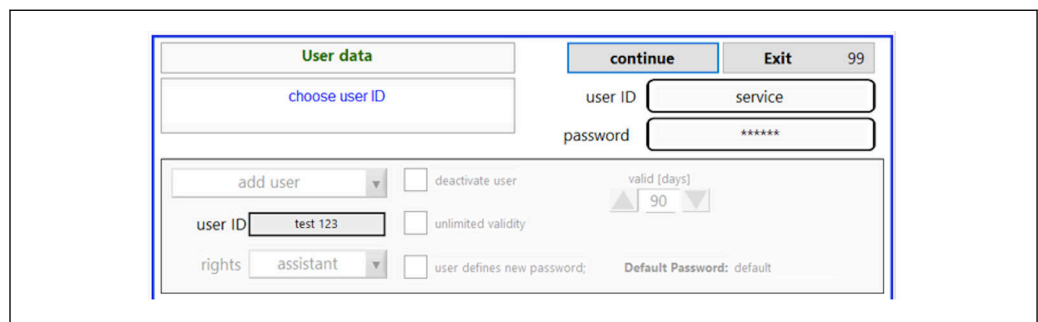 User data
continue
Exit 99
choose user ID
user ID service
password ******
add user
deactivate user
valid [days]
90
user ID test 123
unlimited validity
rights assistant
user defines new password;
Default Password: default